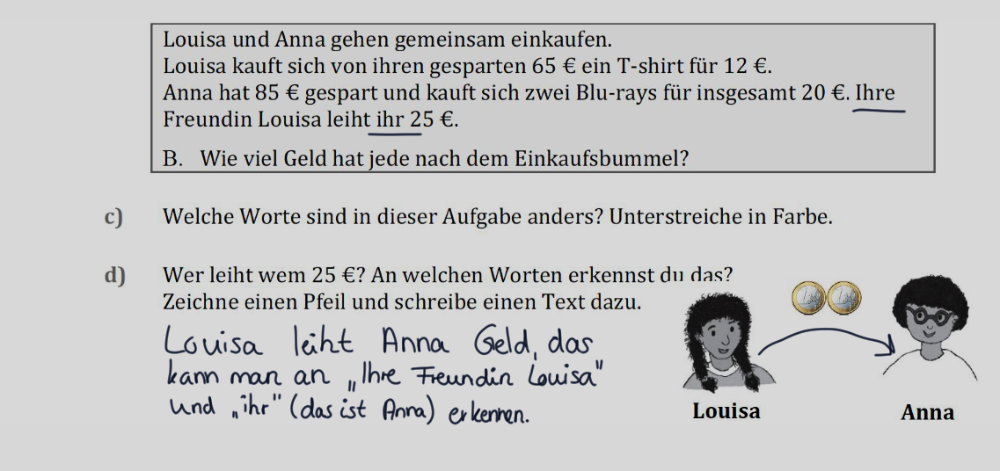 Louisa und Anna gehen gemeinsam einkaufen.
Louisa kauft sich von ihren gesparten 65 € ein T-shirt für 12 €.
Anna hat 85 € gespart und kauft sich zwei Blu-rays für insgesamt 20 €. Ihre
Freundin Louisa leiht ihr 25 €.
B. Wie viel Geld hat jede nach dem Einkaufsbummel?
c) Welche Worte sind in dieser Aufgabe anders? Unterstreiche in Farbe.
d) Wer leiht wem 25 €? An welchen Worten erkennst du das?
Zeichne einen Pfeil und schreibe einen Text dazu.
Louisa leiht Anna Geld, das
kann man an „Ihre Freundin Louisa"
und „ihr" (das ist Anna) erkennen.
Louisa
Anna